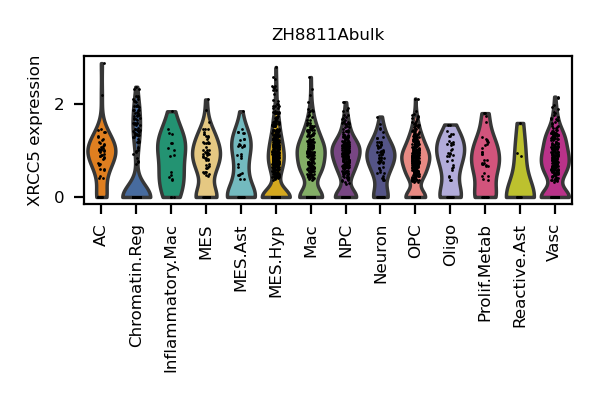 ZH8811Abulk
XRCC5 expression
2
0
AC
Chromatin.Reg
Inflammatory.Mac
MES
MES.Ast
MES.Hyp
Mac
NPC
Neuron
OPC
Oligo
Prolif.Metab
Reactive.Ast
Vasc